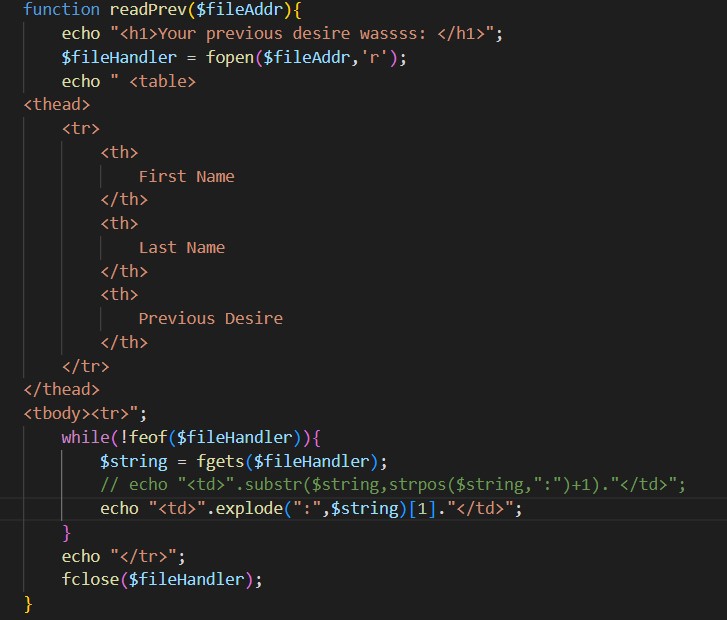 function readPrev($fileAddr){
echo "<h1>Your previous desire wassss: </h1>";
$fileHandler = fopen($fileAddr,'r');
echo " <table>
<thead>
<tr>
<th>
First Name
</th>
<th>
Last Name
</th>
<th>
Previous Desire
</th>
</tr>
</thead>
<tbody><tr>";
while(!feof($fileHandler)){
$string = fgets($fileHandler);
// echo "<td>".substr($string,strpos($string,":")+1)."</td>";
echo "<td>".explode(":",$string)[1]."</td>";
}
echo "</tr>";
fclose($fileHandler);
}